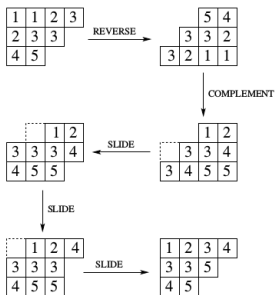 1 1 2 3
2 3 3
4 5
REVERSE
5 4
3 3 2
3 2 1 1
COMPLEMENT
1 2
3 3 4
3 4 5 5
SLIDE
1 2
3 3 3 4
4 5 5
SLIDE
1 2 4
3 3 3
4 5 5
SLIDE
1 2 3 4
3 3 5
4 5